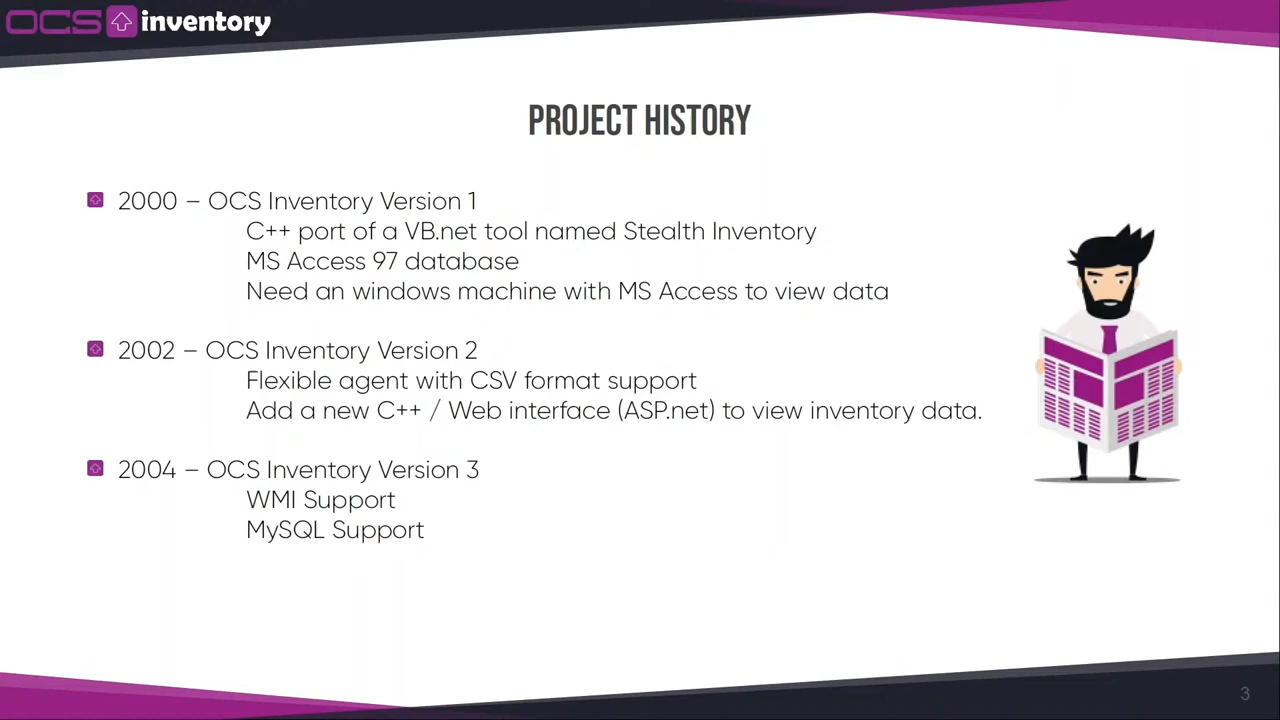 OCS inventory
PROJECT HISTORY
2000 – OCS Inventory Version 1
C++ port of a VB.net tool named Stealth Inventory
MS Access 97 database
Need an windows machine with MS Access to view data
2002 – OCS Inventory Version 2
Flexible agent with CSV format support
Add a new C++ / Web interface (ASP.net) to view inventory data.
2004 – OCS Inventory Version 3
WMI Support
MySQL Support
3